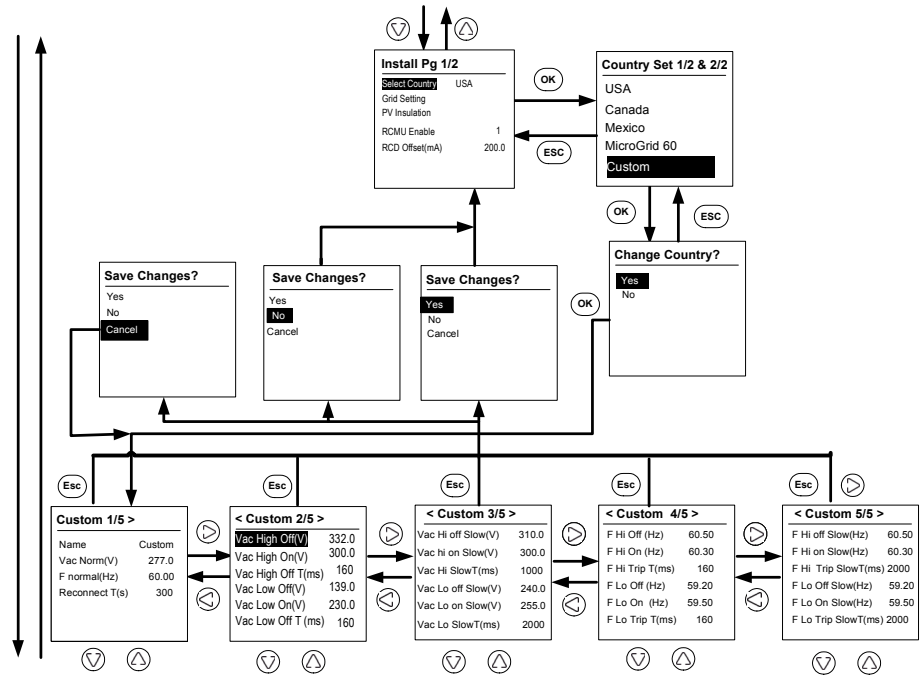 Install Pg 1/2
Select Country USA
Grid Setting
PV Insulation
RCMU Enable 1
RCD Offset(mA) 200.0
OK
ESC
Country Set 1/2 & 2/2
USA
Canada
Mexico
MicroGrid 60
Custom
OK
ESC
Change Country?
Yes
No
OK
Save Changes?
Yes
No
Cancel
Save Changes?
Yes
No
Cancel
Save Changes?
Yes
No
Cancel
Esc
Esc
Esc
Esc
Esc
Custom 1/5 >
Name Custom
Vac Norm(V) 277.0
F normal(Hz) 60.00
Reconnect T(s) 300
< Custom 2/5 >
Vac High Off(V) 332.0
Vac High On(V) 300.0
Vac High Off T(ms) 160
Vac Low Off(V) 139.0
Vac Low On(V) 230.0
Vac Low Off T (ms) 160
< Custom 3/5 >
Vac Hi off Slow(V) 310.0
Vac hi on Slow(V) 300.0
Vac Hi SlowT(ms) 1000
Vac Lo off Slow(V) 240.0
Vac Lo on Slow(V) 255.0
Vac Lo SlowT(ms) 2000
< Custom 4/5 >
F Hi Off (Hz) 60.50
F Hi On (Hz) 60.30
F Hi Trip T(ms) 160
F Lo Off (Hz) 59.20
F Lo On (Hz) 59.50
F Lo Trip T(ms) 160
< Custom 5/5 >
F Hi off Slow(Hz) 60.50
F Hi on Slow(Hz) 60.30
F Hi Trip SlowT(ms) 2000
F Lo off Slow(Hz) 59.20
F Lo On Slow(Hz) 59.50
F Lo Trip SlowT(ms) 2000